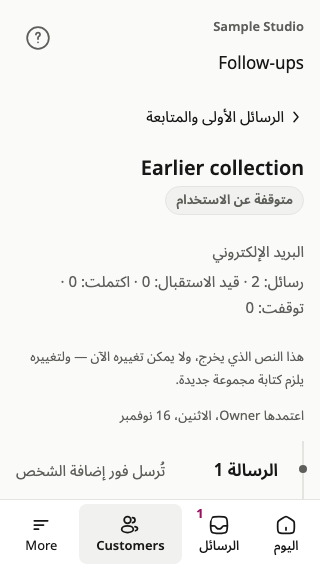 Sample Studio
Follow-ups
الرسائل الأولى والمتابعة
Earlier collection
متوقفة عن الاستخدام
البريد الإلكتروني
رسائل: 2 · قيد الاستقبال: 0 · اكتملت: 0 ·
توقفت: 0
هذا النص الذي يخرج، ولا يمكن تغييره الآن — ولتغييره
يلزم كتابة مجموعة جديدة.
اعتمدها Owner، الاثنين، 16 نوفمبر
الرسالة 1
تُرسل فور إضافة الشخص
اليوم
الرسائل
1
Customers
More